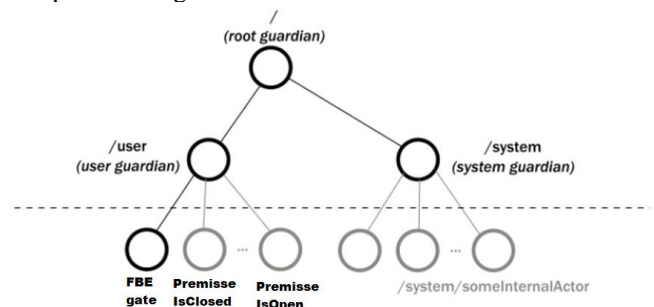 /
(root guardian)
/user
(user guardian)
/system
(system guardian)
...
...
FBE
gate
Premisse
IsClosed
Premisse
IsOpen
/system/someInternalActor